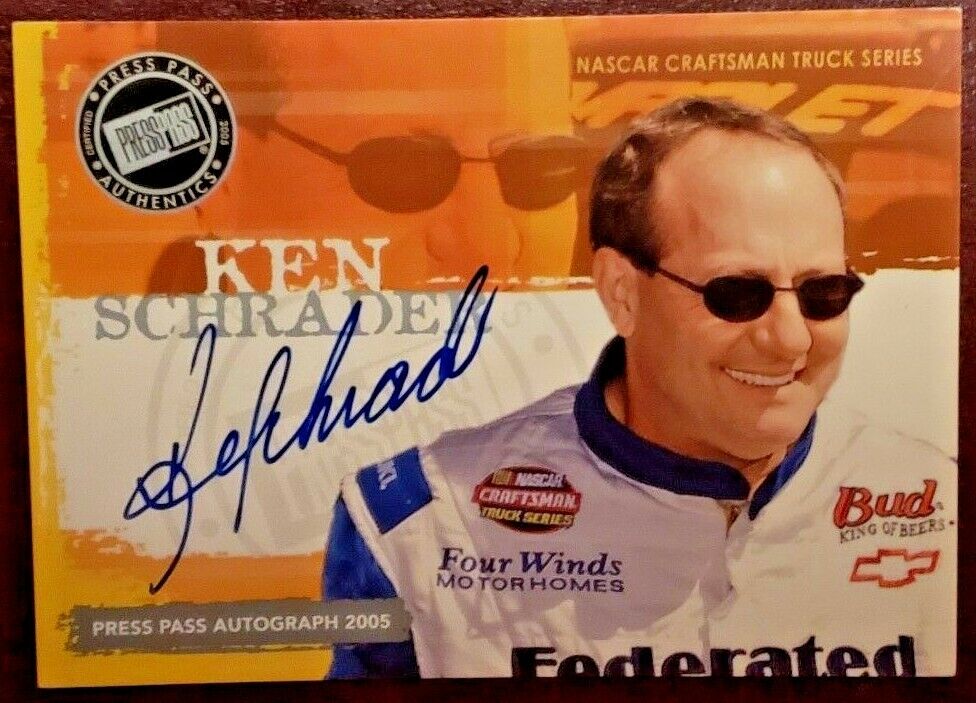 NASCAR CRAFTSMAN TRUCK SERIES
PRESS PASS
CERTIFIED
PRESS PASS
2005
AUTHENTICS
KEN
SCHRADER
NASCAR
CRAFTSMAN
TRUCK SERIES
Bud
KING OF BEERS
Four Winds
MOTORHOMES
PRESS PASS AUTOGRAPH 2005
Federated